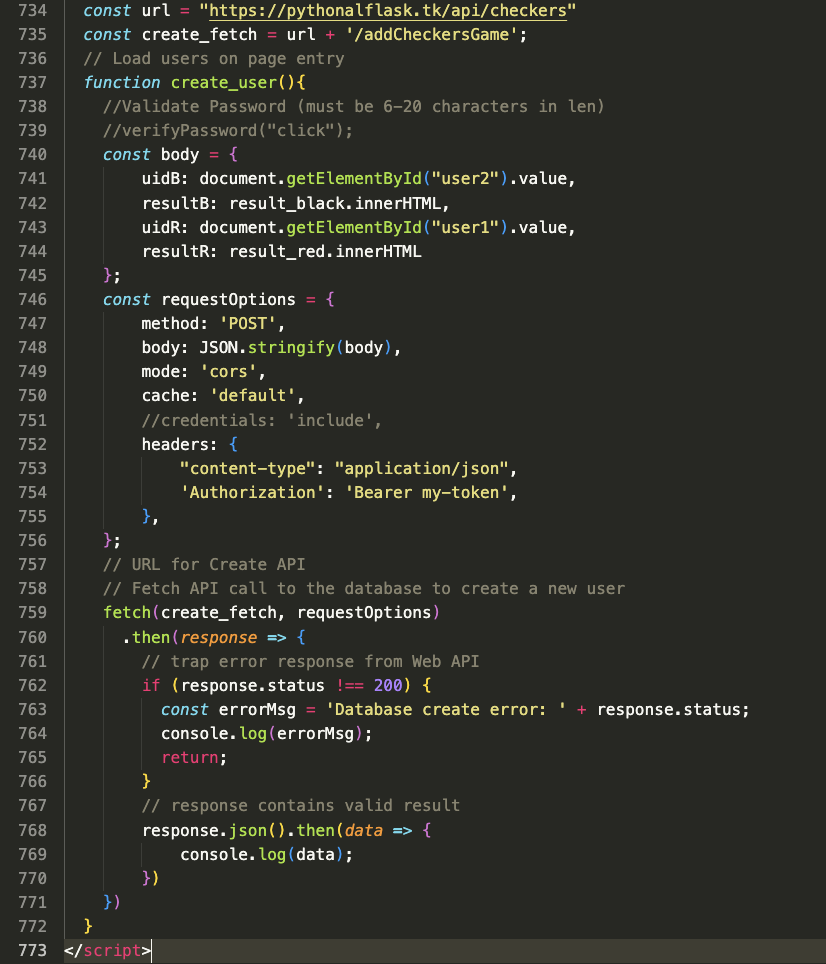 734 const url = "https://pythonalflask.tk/api/checkers"
735 const create_fetch = url + '/addCheckersGame';
736 // Load users on page entry
737 function create_user(){
738 //Validate Password (must be 6-20 characters in len)
739 //verifyPassword("click");
740 const body = {
741 uidB: document.getElementById("user2").value,
742 resultB: result_black.innerHTML,
743 uidR: document.getElementById("user1").value,
744 resultR: result_red.innerHTML
745 };
746 const requestOptions = {
747 method: 'POST',
748 body: JSON.stringify(body),
749 mode: 'cors',
750 cache: 'default',
751 //credentials: 'include',
752 headers: {
753 "content-type": "application/json",
754 'Authorization': 'Bearer my-token',
755 },
756 };
757 // URL for Create API
758 // Fetch API call to the database to create a new user
759 fetch(create_fetch, requestOptions)
760 .then(response => {
761 // trap error response from Web API
762 if (response.status !== 200) {
763 const errorMsg = 'Database create error: ' + response.status;
764 console.log(errorMsg);
765 return;
766 }
767 // response contains valid result
768 response.json().then(data => {
769 console.log(data);
770 })
771 })
772 }
773 </script>